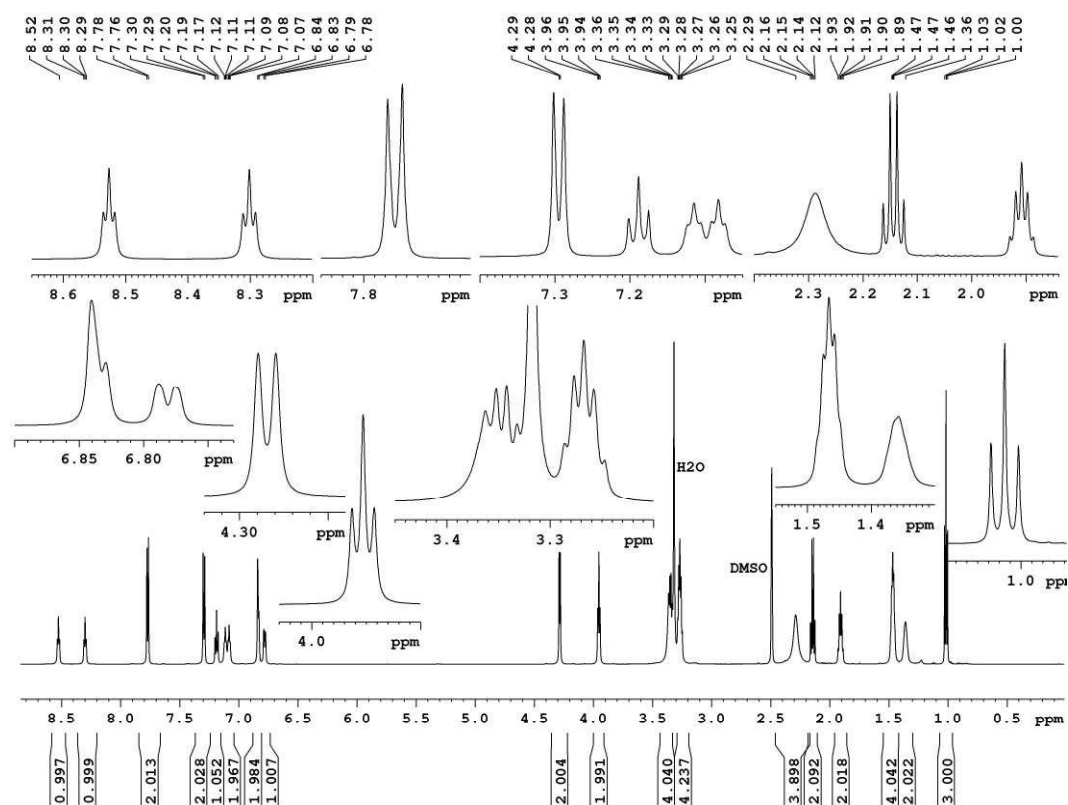 8.52 8.31 8.30 8.29 7.78 7.76 7.30 7.29 7.20 7.19 7.17 7.12 7.11 7.11 7.09 7.08 7.07 6.84 6.83 6.79 6.78
4.29 4.28 3.96 3.95 3.94 3.36 3.35 3.34 3.33 3.29 3.28 3.27 3.26 3.25 2.29 2.16 2.15 2.14 2.12 1.93 1.92 1.91 1.90 1.89 1.47 1.47 1.46 1.36 1.03 1.02 1.00
8.6 8.5 8.4 8.3 ppm
7.8 ppm
7.3 7.2 ppm
2.3 2.2 2.1 2.0 ppm
6.85 6.80 ppm
4.30 ppm
4.0 ppm
3.4 3.3 ppm
H2O
DMSO
1.5 1.4 ppm
1.0 ppm
8.5 8.0 7.5 7.0 6.5 6.0 5.5 5.0 4.5 4.0 3.5 3.0 2.5 2.0 1.5 1.0 0.5 ppm
0.997 0.999 2.013 2.028 1.052 1.967 1.984 1.007 2.004 1.991 4.040 4.237 3.898 2.092 2.018 4.042 2.022 3.000